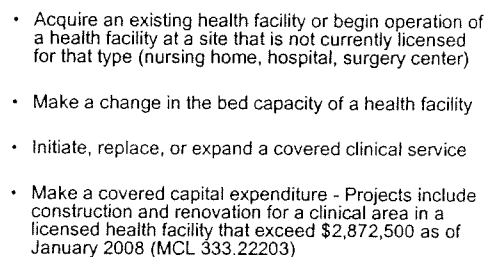 • Acquire an existing health facility or begin operation of
a health facility at a site that is not currently licensed
for that type (nursing home, hospital, surgery center)
• Make a change in the bed capacity of a health facility
• Initiate, replace, or expand a covered clinical service
• Make a covered capital expenditure - Projects include
construction and renovation for a clinical area in a
licensed health facility that exceed $2,872,500 as of
January 2008 (MCL 333.22203)